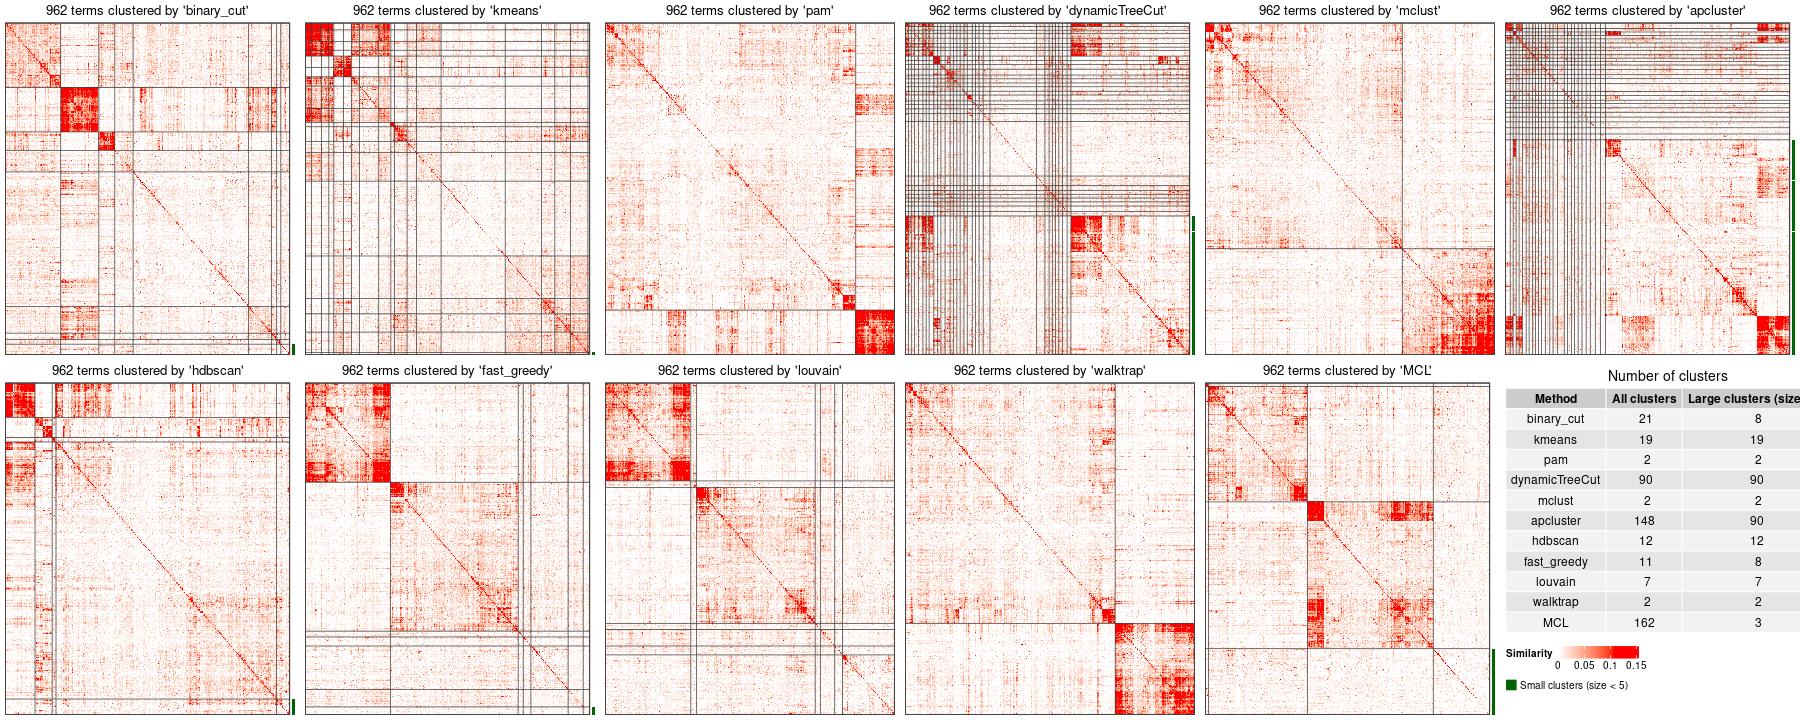 962 terms clustered by 'binary_cut'
962 terms clustered by 'kmeans'
962 terms clustered by 'pam'
962 terms clustered by 'dynamicTreeCut'
962 terms clustered by 'mclust'
962 terms clustered by 'apcluster'
962 terms clustered by 'hdbscan'
962 terms clustered by 'fast_greedy'
962 terms clustered by 'louvain'
962 terms clustered by 'walktrap'
962 terms clustered by 'MCL'
Number of clusters
Method All clusters Large clusters (size
binary_cut 21 8
kmeans 19 19
pam 2 2
dynamicTreeCut 90 90
mclust 2 2
apcluster 148 90
hdbscan 12 12
fast_greedy 11 8
louvain 7 7
walktrap 2 2
MCL 162 3
Similarity
0 0.05 0.1 0.15
Small clusters (size < 5)